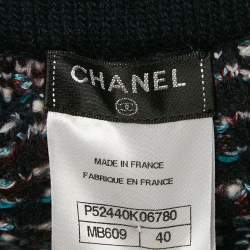 CHANEL
MADE IN FRANCE
FABRIQUE EN FRANCE
P52440K06780
MB609 40